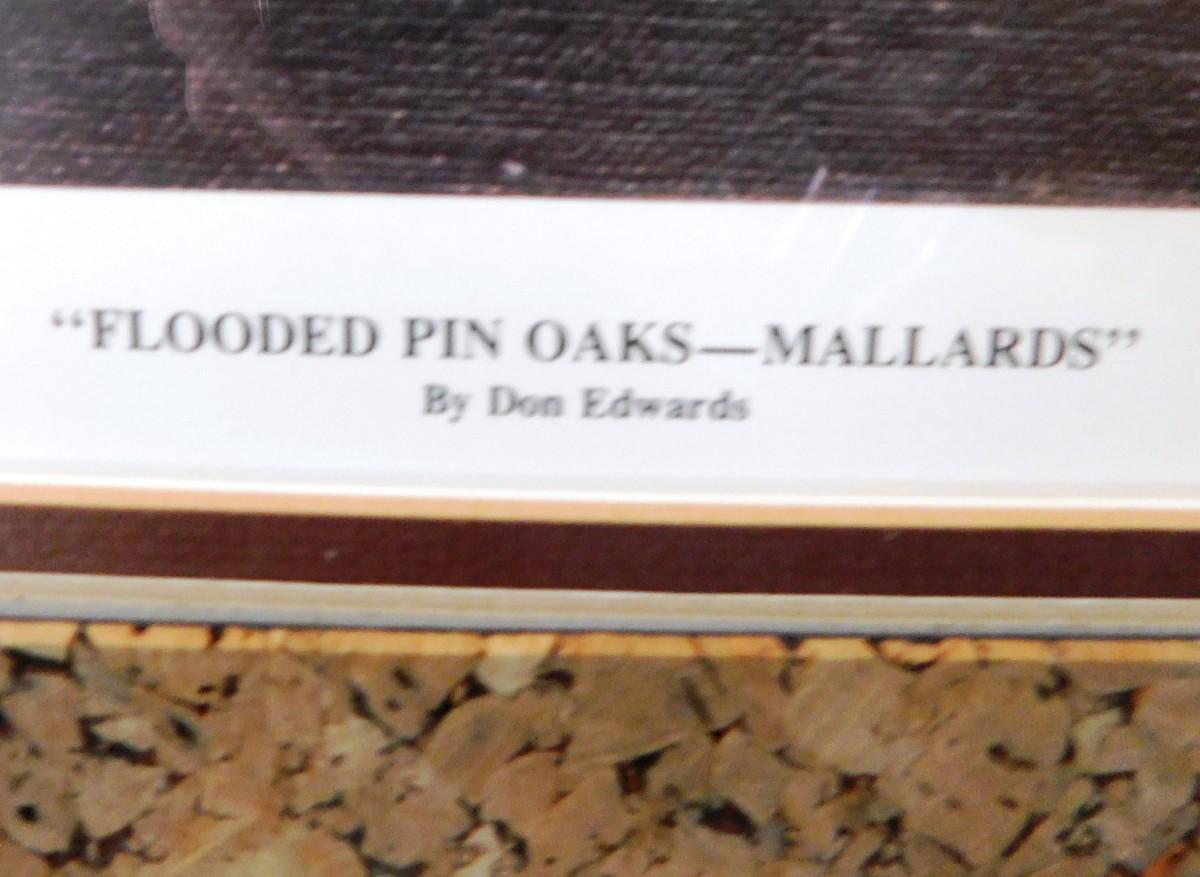 “FLOODED PIN OAKS—MALLARDS”
By Don Edwards